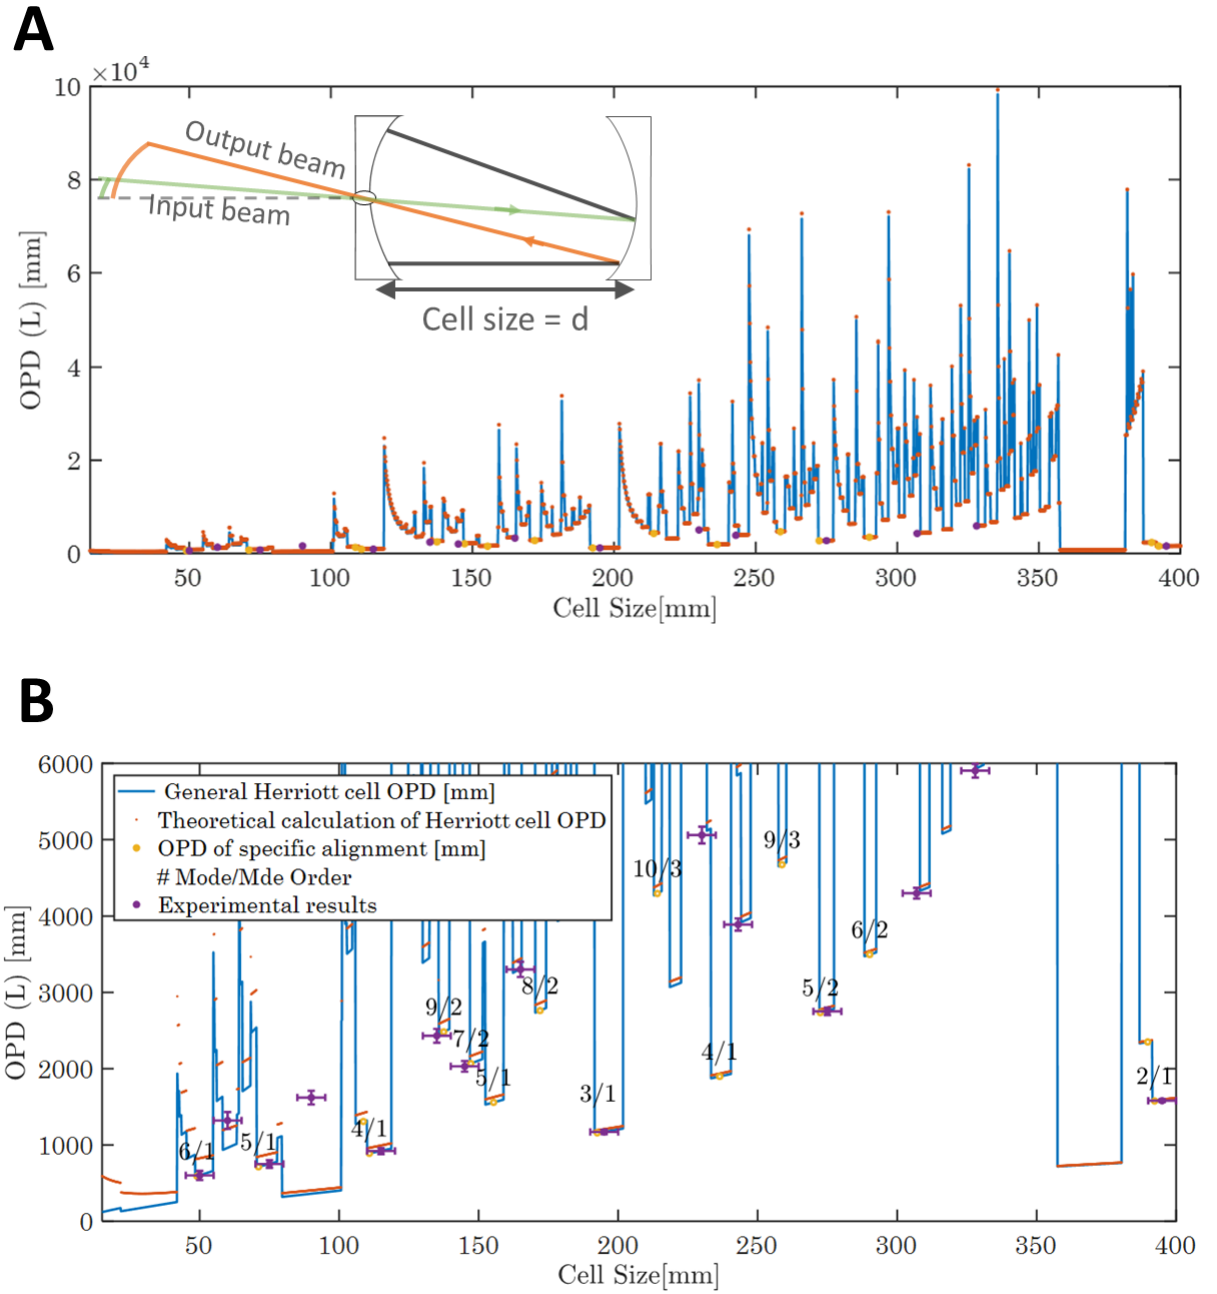 A
×10⁴
10
8
6
4
2
0
OPD (L) [mm]
Output beam
Input beam
Cell size = d
50 100 150 200 250 300 350 400
Cell Size[mm]
B
6000
5000
4000
3000
2000
1000
0
OPD (L) [mm]
General Herriott cell OPD [mm]
Theoretical calculation of Herriott cell OPD
OPD of specific alignment [mm]
# Mode/Mde Order
Experimental results
9/3
10/3
6/2
8/2
5/2
9/2
7/2
4/1
5/1
2/1
3/1
4/1
5/1
6/1
50 100 150 200 250 300 350 400
Cell Size[mm]